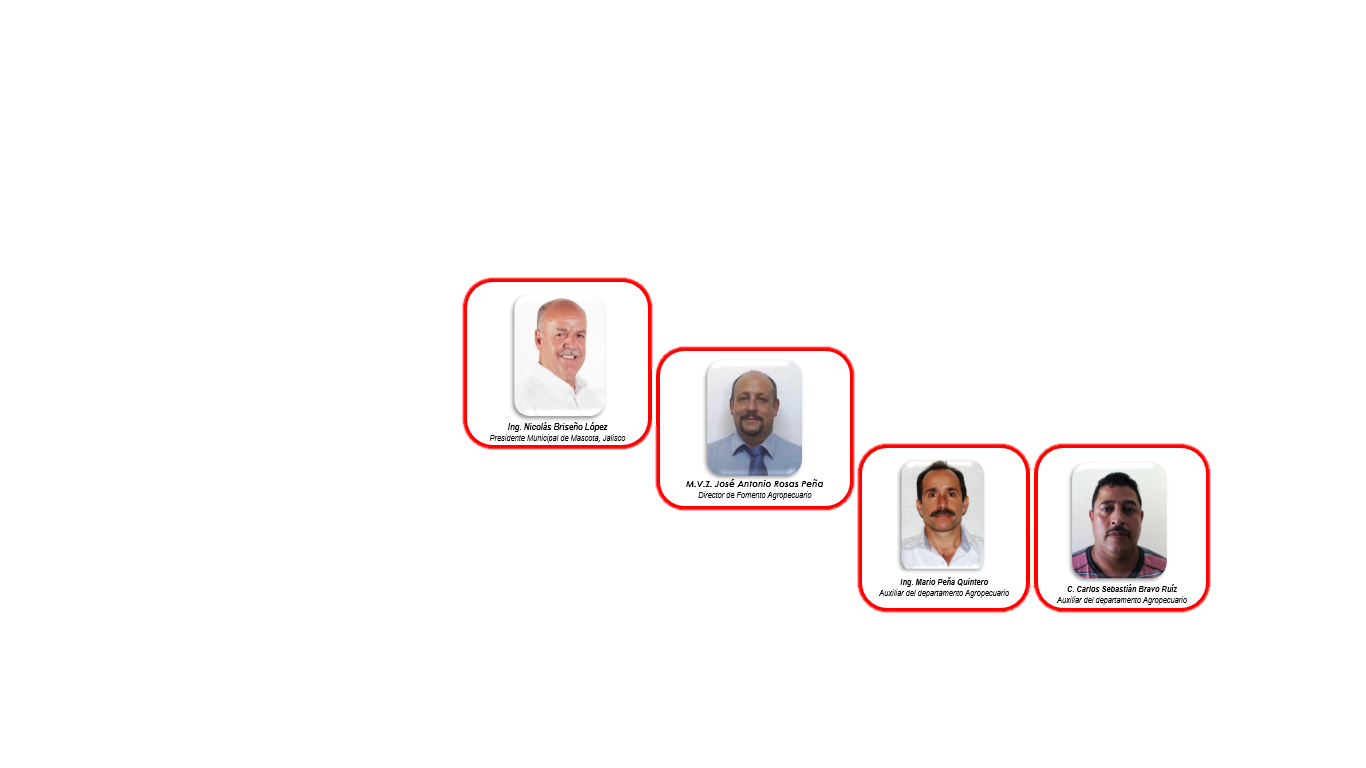 Ing. Nicolás Briseño López
Presidente Municipal de Mascota, Jalisco
M.V.Z. José Antonio Rosas Peña
Director de Fomento Agropecuario
Ing. Mario Peña Quintero
Auxiliar del departamento Agropecuario
C. Carlos Sebastián Bravo Ruíz
Auxiliar del departamento Agropecuario